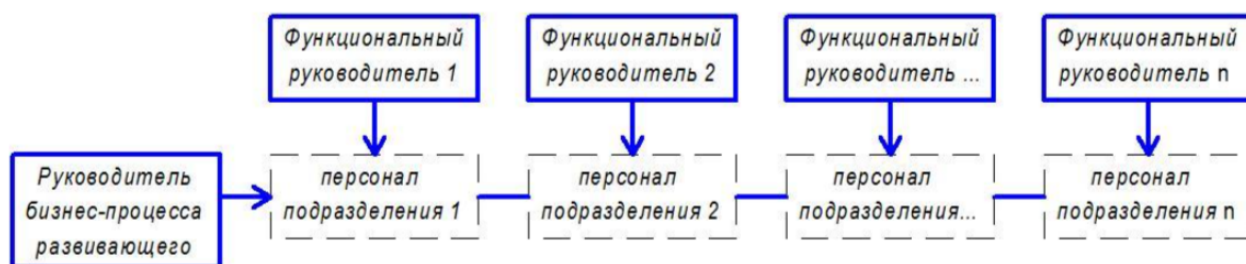 Функциональный
руководитель 1
Функциональный
руководитель 2
Функциональный
руководитель ...
Функциональный
руководитель n
Руководитель
бизнес-процесса
развивающего
персонал
подразделения 1
персонал
подразделения 2
персонал
подразделения...
персонал
подразделения n